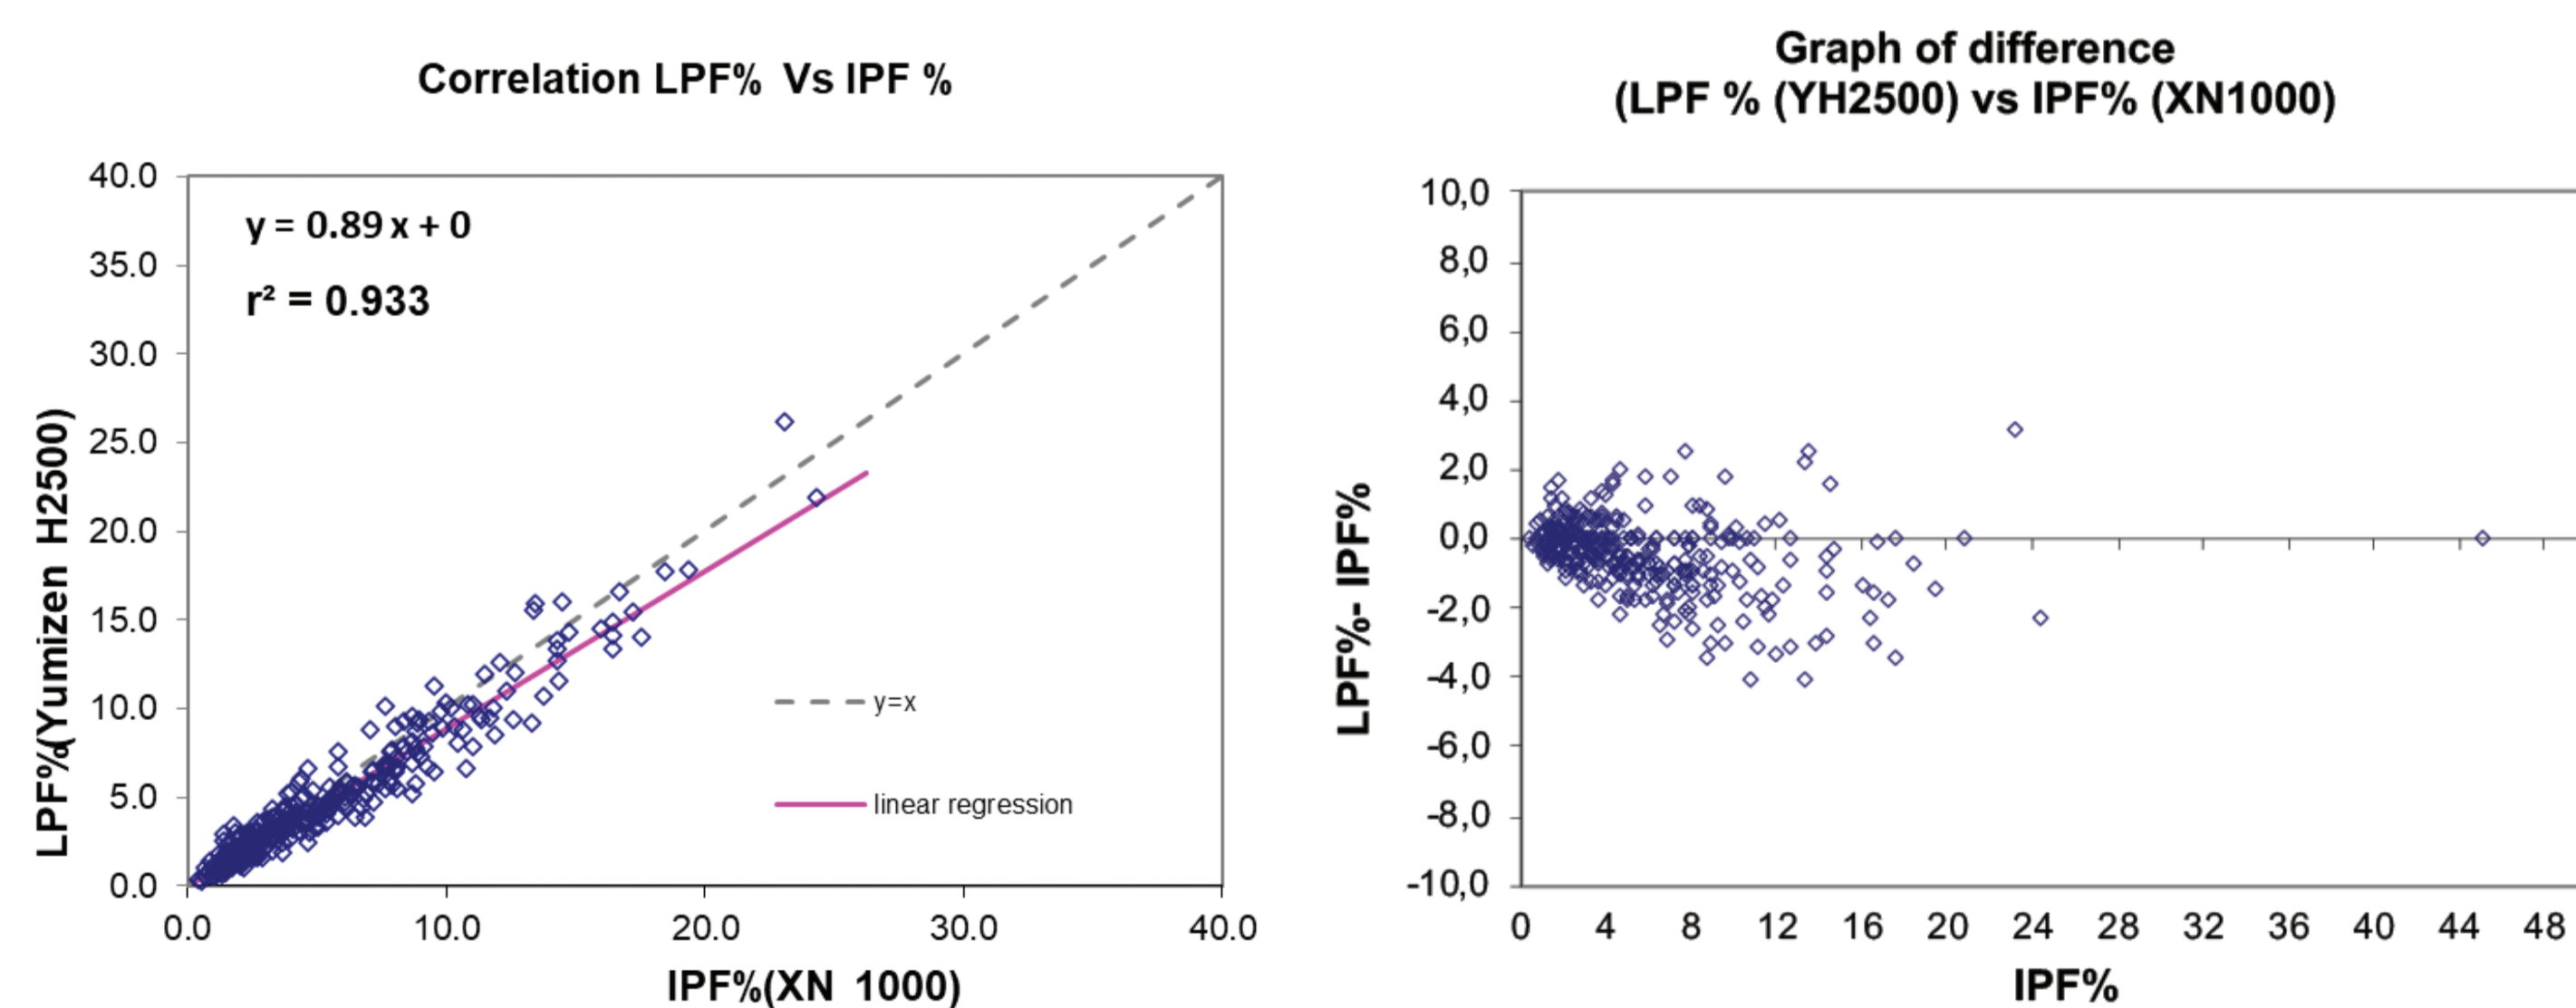 Correlation LPF% Vs IPF %
y = 0.89 x + 0
r² = 0.933
40.0
35.0
30.0
25.0
20.0
15.0
10.0
5.0
0.0
LPF%(Yumizen H2500)
y=x
linear regression
0.0 10.0 20.0 30.0 40.0
IPF%(XN 1000)
Graph of difference
(LPF % (YH2500) vs IPF% (XN1000)
10,0
8,0
6,0
4,0
2,0
0,0
-2,0
-4,0
-6,0
-8,0
-10,0
LPF%- IPF%
0 4 8 12 16 20 24 28 32 36 40 44 48
IPF%